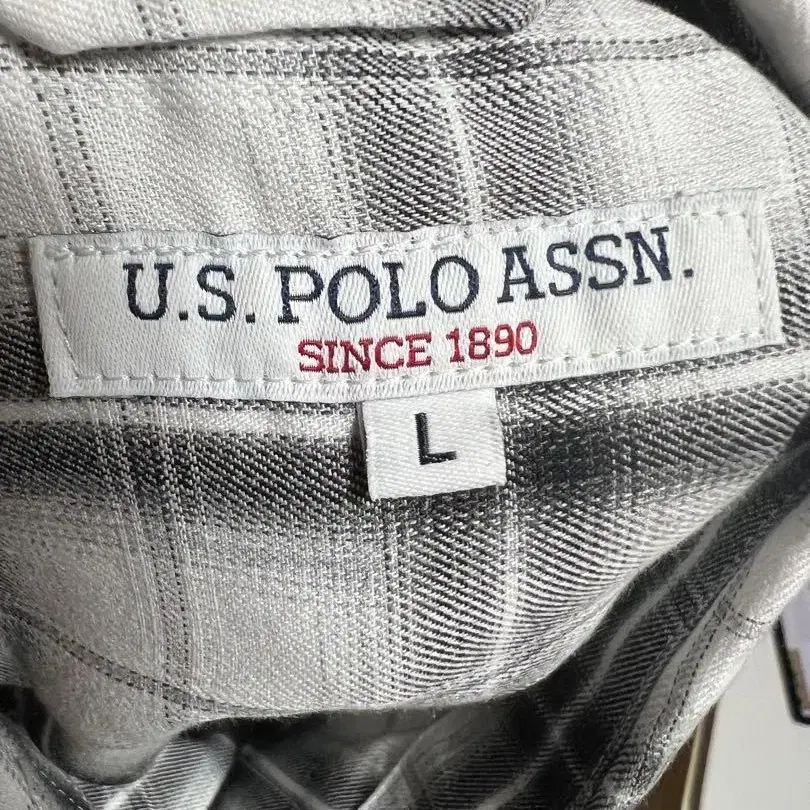 U.S. POLO ASSN.
SINCE 1890
L